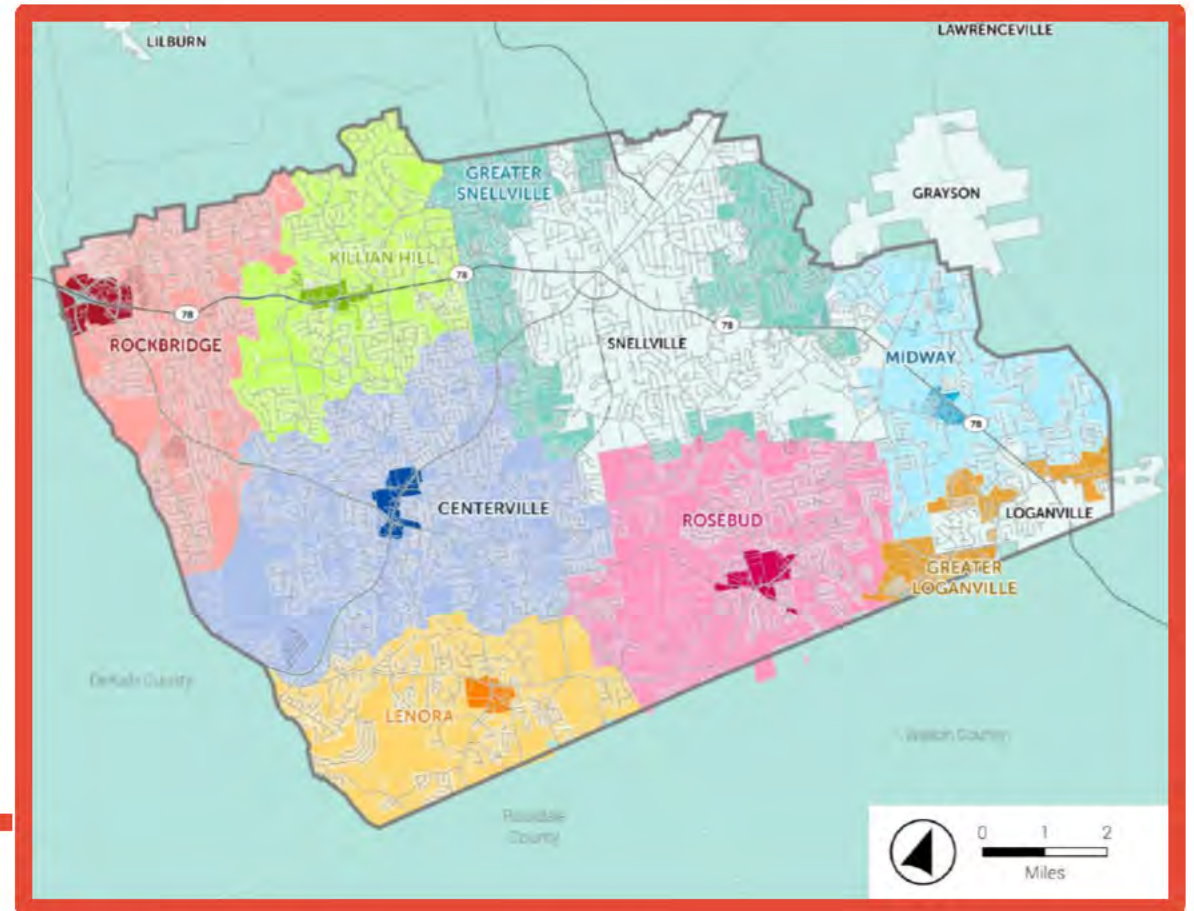 LILBURN
LAWRENCEVILLE
GREATER
SNELLVILLE
GRAYSON
KILLIAN HILL
78
78
ROCKBRIDGE
SNELLVILLE
78
MIDWAY
78
CENTERVILLE
ROSEBUD
LOGANVILLE
GREATER
LOGANVILLE
DeKalb County
LENORA
Walton County
Rockdale
County
0 1 2
Miles